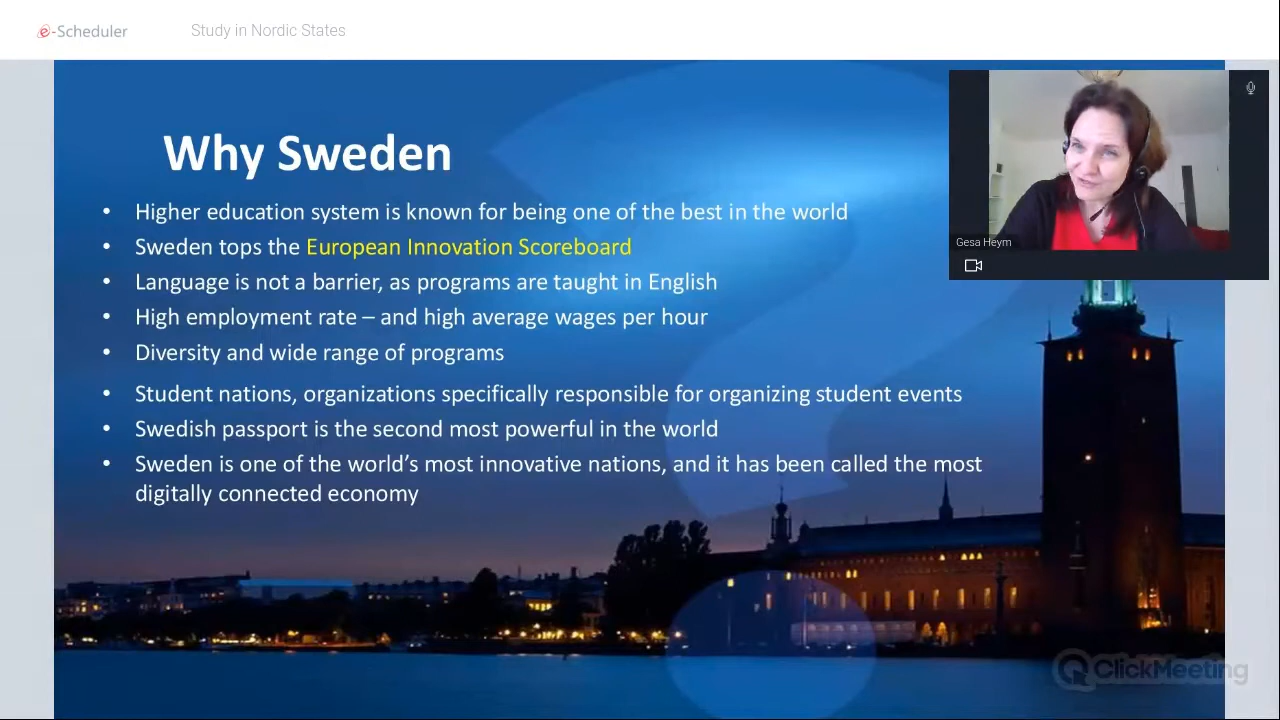 e-Scheduler
Study in Nordic States
Why Sweden
• Higher education system is known for being one of the best in the world
• Sweden tops the European Innovation Scoreboard
• Language is not a barrier, as programs are taught in English
• High employment rate – and high average wages per hour
• Diversity and wide range of programs
• Student nations, organizations specifically responsible for organizing student events
• Swedish passport is the second most powerful in the world
• Sweden is one of the world's most innovative nations, and it has been called the most
digitally connected economy
Gesa Heym
ClickMeeting